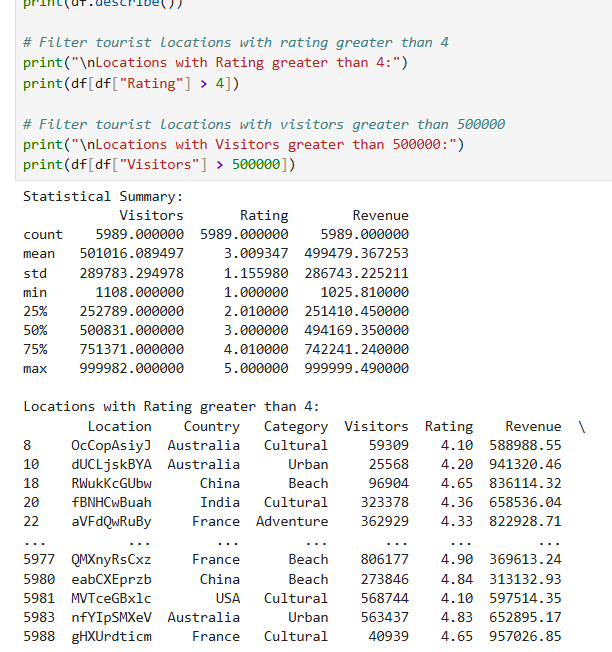 print(df.describe())
# Filter tourist locations with rating greater than 4
print("\nLocations with Rating greater than 4:")
print(df[df["Rating"] > 4])
# Filter tourist locations with visitors greater than 500000
print("\nLocations with Visitors greater than 500000:")
print(df[df["Visitors"] > 500000])
Statistical Summary:
Visitors Rating Revenue
count 5989.000000 5989.000000 5989.000000
mean 501016.089497 3.009347 499479.367253
std 289783.294978 1.155980 286743.225211
min 1108.000000 1.000000 1025.810000
25% 252789.000000 2.010000 251410.450000
50% 500831.000000 3.000000 494169.350000
75% 751371.000000 4.010000 742241.240000
max 999982.000000 5.000000 999999.490000
Locations with Rating greater than 4:
Location Country Category Visitors Rating Revenue \
8 OcCopAsiyJ Australia Cultural 59309 4.10 588988.55
10 dUCLjskBYA Australia Urban 25568 4.20 941320.46
18 RWukKcGUbw China Beach 96904 4.65 836114.32
20 fBNHCwBuah India Cultural 323378 4.36 658536.04
22 aVFdQwRuBy France Adventure 362929 4.33 822928.71
... ... ... ... ... ... ...
5977 QMXnyRsCxz France Beach 806177 4.90 369613.24
5980 eabCXEprzb China Beach 273846 4.84 313132.93
5981 MVTceGBxlc USA Cultural 568744 4.10 597514.35
5983 nfYIpSMXeV Australia Urban 563437 4.83 652895.17
5988 gHXUrdticm France Cultural 40939 4.65 957026.85